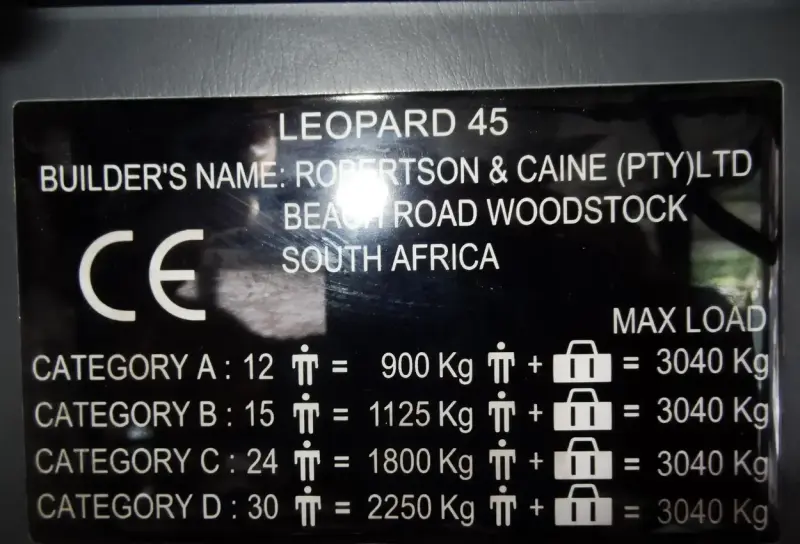 LEOPARD 45
BUILDER'S NAME: ROBERTSON & CAINE (PTY)LTD
BEACH ROAD WOODSTOCK
SOUTH AFRICA
CE
MAX LOAD
CATEGORY A : 12 = 900 Kg + = 3040 Kg
CATEGORY B : 15 = 1125 Kg + = 3040 Kg
CATEGORY C : 24 = 1800 Kg + = 3040 Kg
CATEGORY D : 30 = 2250 Kg + = 3040 Kg